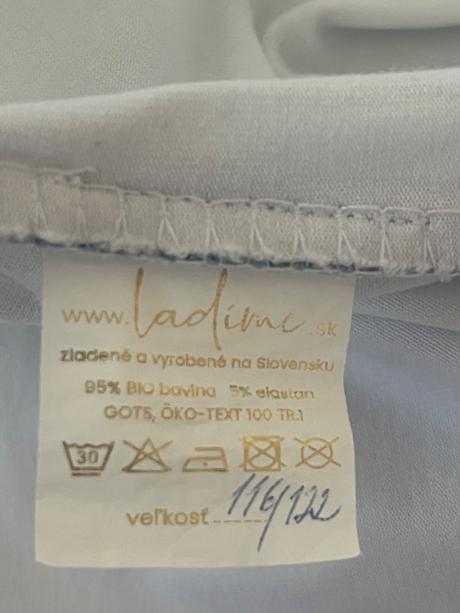 www.ladíme.sk
zladené a vyrobené na Slovensku
95% BIO bavlna 5% elastan
GOTS, ÖKO-TEXT 100 TR.1
30
veľkosť 116/122